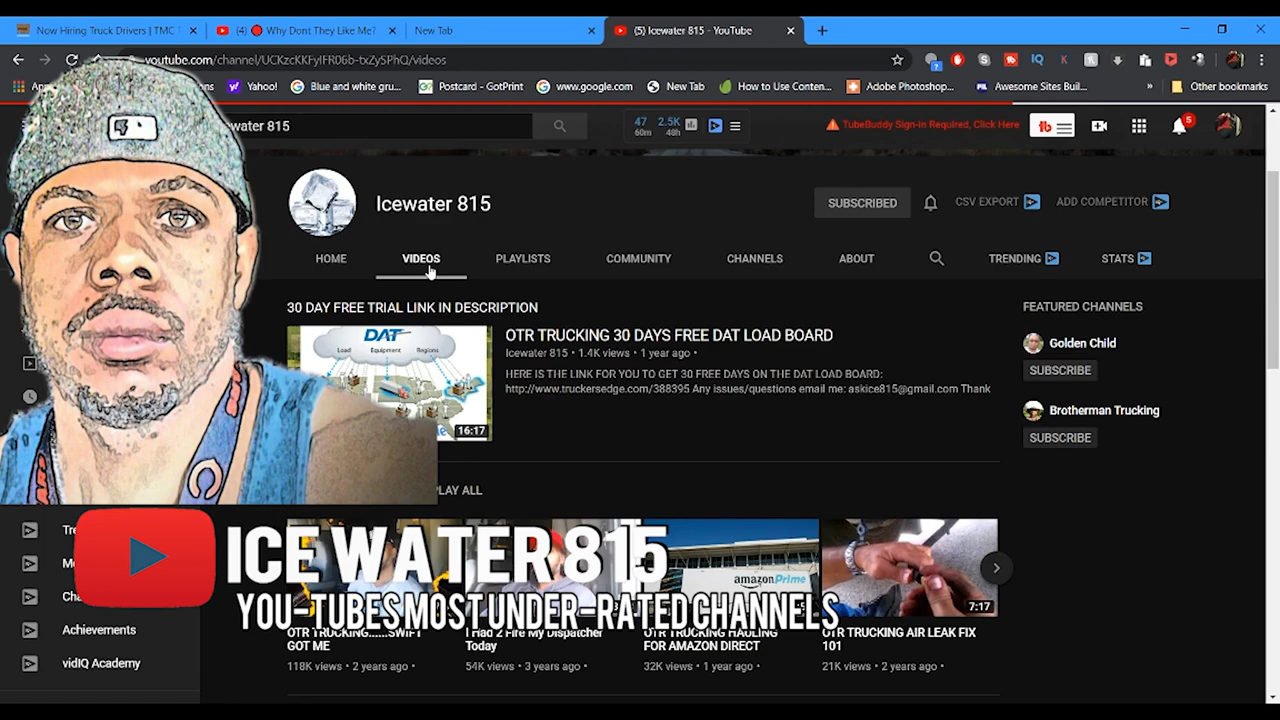 Now Hiring Truck Drivers | TMC
(4) Why Dont They Like Me?
New Tab
(5) Icewater 815 - YouTube
youtube.com/channel/UCKzcKKFyIFR06b-txZySPhQ/videos
Yahoo!
Blue and white gru...
Postcard - GotPrint
www.google.com
New Tab
How to Use Conten...
Adobe Photoshop...
Awesome Sites Buil...
»
Other bookmarks
ewater 815
47 60m
2.5K 48h
TubeBuddy Sign-in Required, Click Here
5
Icewater 815
SUBSCRIBED
CSV EXPORT
ADD COMPETITOR
HOME
VIDEOS
PLAYLISTS
COMMUNITY
CHANNELS
ABOUT
TRENDING
STATS
30 DAY FREE TRIAL LINK IN DESCRIPTION
DAT
Load Equipment Regions
16:17
OTR TRUCKING 30 DAYS FREE DAT LOAD BOARD
Icewater 815 • 1.4K views • 1 year ago •
HERE IS THE LINK FOR YOU TO GET 30 FREE DAYS ON THE DAT LOAD BOARD:
http://www.truckersedge.com/388395 Any issues/questions email me: askice815@gmail.com Thank
FEATURED CHANNELS
Golden Child
SUBSCRIBE
Brotherman Trucking
SUBSCRIBE
PLAY ALL
ICE WATER 815
YOU-TUBES MOST UNDER-RATED CHANNELS
amazonPrime
7:17
OTR TRUCKING......SWIFT
GOT ME
118K views • 2 years ago •
I Had 2 Fire My Dispatcher
Today
54K views • 3 years ago •
OTR TRUCKING HAULING
FOR AMAZON DIRECT
32K views • 1 year ago •
OTR TRUCKING AIR LEAK FIX
101
21K views • 2 years ago •
Achievements
vidIQ Academy